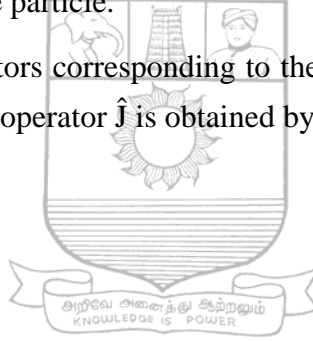 e particle.
tors corresponding to the
operator Ĵ is obtained by
அறிவே அனைத்து ஆற்றலும்
KNOWLEDGE IS POWER